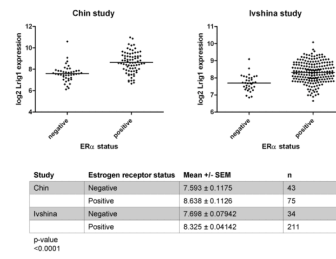 Chin study
log2 Lrig1 expression
12
10
8
6
4
negative
positive
ERα status
Ivshina study
log2 Lrig1 expression
11
10
9
8
7
6
negative
positive
ERα status
Study Estrogen receptor status Mean +/- SEM n
Chin Negative 7.593 ± 0.1175 43
Positive 8.638 ± 0.1126 75
Ivshina Negative 7.698 ± 0.07942 34
Positive 8.325 ± 0.04142 211
p-value
<0.0001